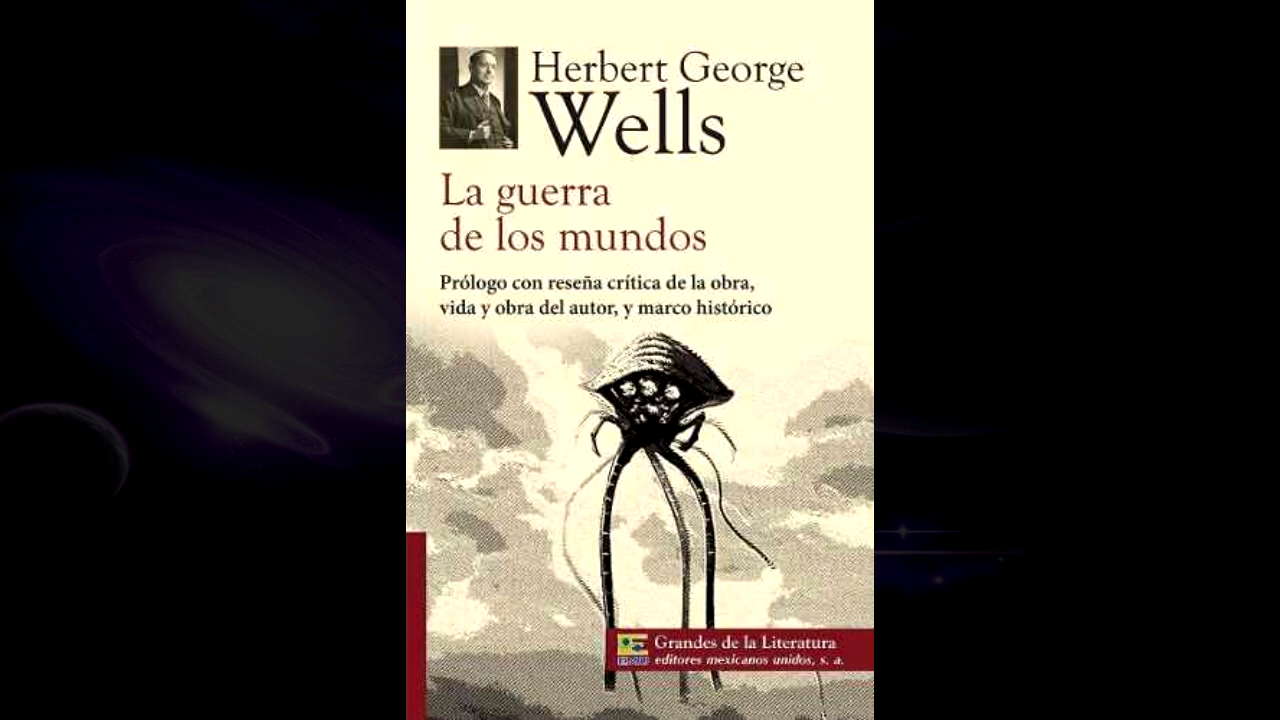 Herbert George
Wells
La guerra
de los mundos
Prólogo con reseña crítica de la obra,
vida y obra del autor, y marco histórico
Grandes de la Literatura
editores mexicanos unidos, s. a.